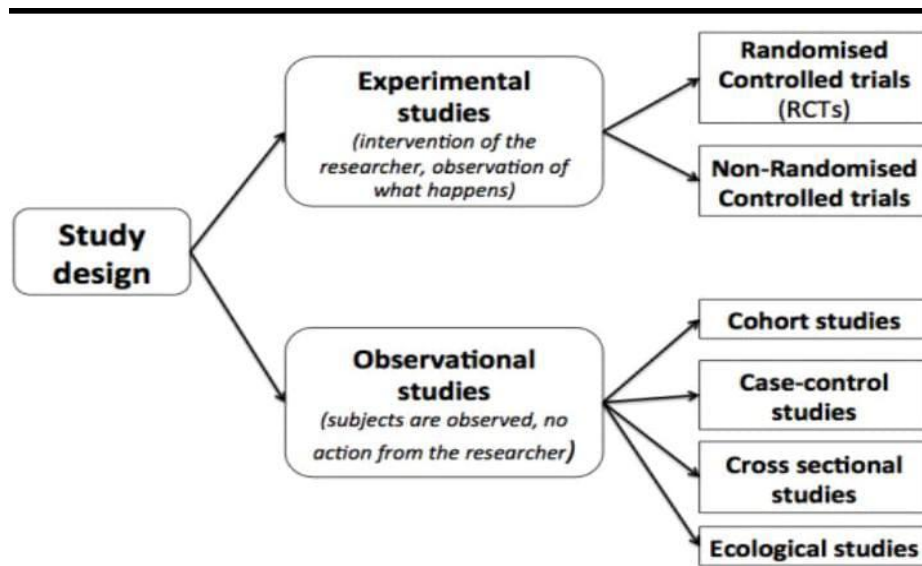 Study
design
Experimental
studies
(intervention of the
researcher, observation of
what happens)
Randomised
Controlled trials
(RCTs)
Non-Randomised
Controlled trials
Observational
studies
(subjects are observed, no
action from the researcher)
Cohort studies
Case-control
studies
Cross sectional
studies
Ecological studies